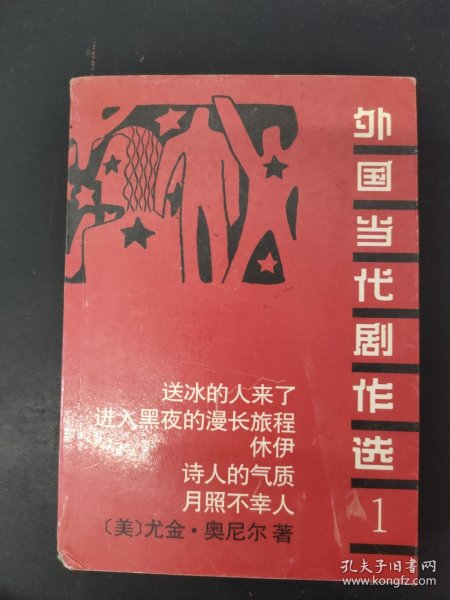 外国当代剧作选
1
送冰的人来了
进入黑夜的漫长旅程
休伊
诗人的气质
月照不幸人
〔美〕尤金·奥尼尔 著
孔夫子旧书网
www.kongfz.com